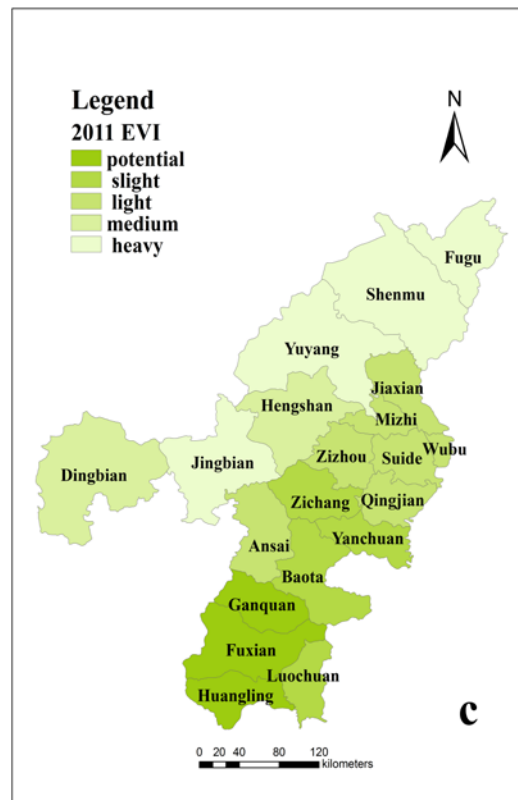 Legend
2011 EVI
potential
slight
light
medium
heavy
N
Fugu
Shenmu
Yuyang
Jiaxian
Hengshan
Mizhi
Zizhou
Suide
Wubu
Dingbian
Jingbian
Zichang
Qingjian
Yanchuan
Ansai
Baota
Ganquan
Fuxian
Luochuan
Huangling
c
0 20 40 80 120
kilometers